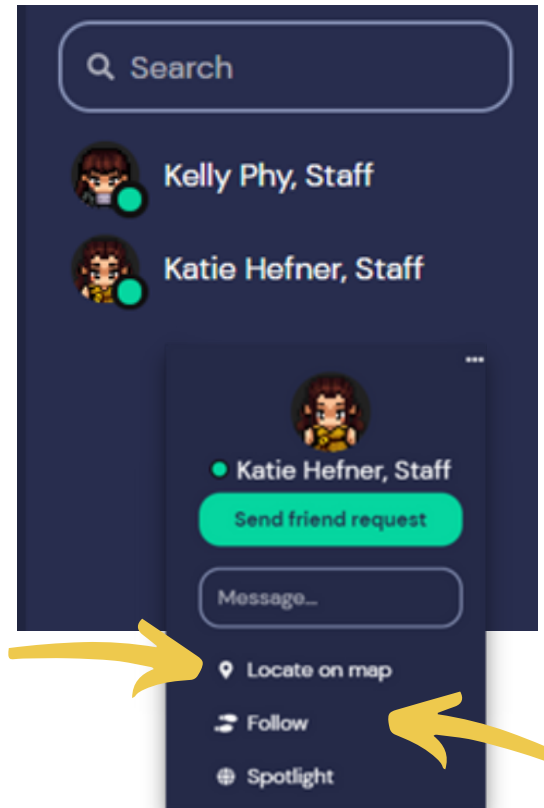 Search
Kelly Phy, Staff
Katie Hefner, Staff
Katie Hefner, Staff
Send friend request
Message...
Locate on map
Follow
Spotlight